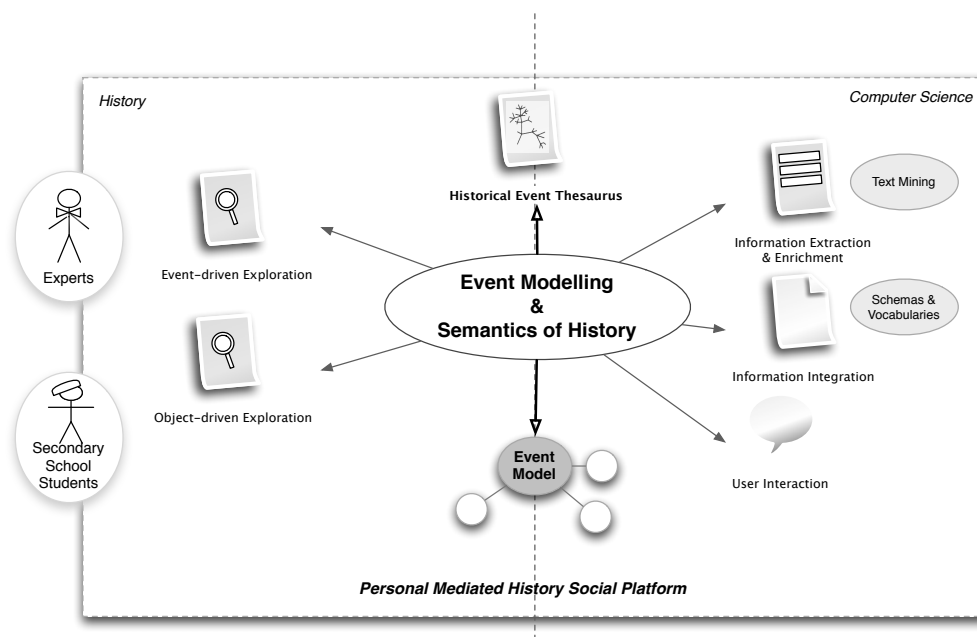 History
Computer Science
Historical Event Thesaurus
Text Mining
Information Extraction
& Enrichment
Experts
Event-driven Exploration
Event Modelling
&
Semantics of History
Schemas &
Vocabularies
Information Integration
Object-driven Exploration
Secondary
School
Students
Event
Model
User Interaction
Personal Mediated History Social Platform